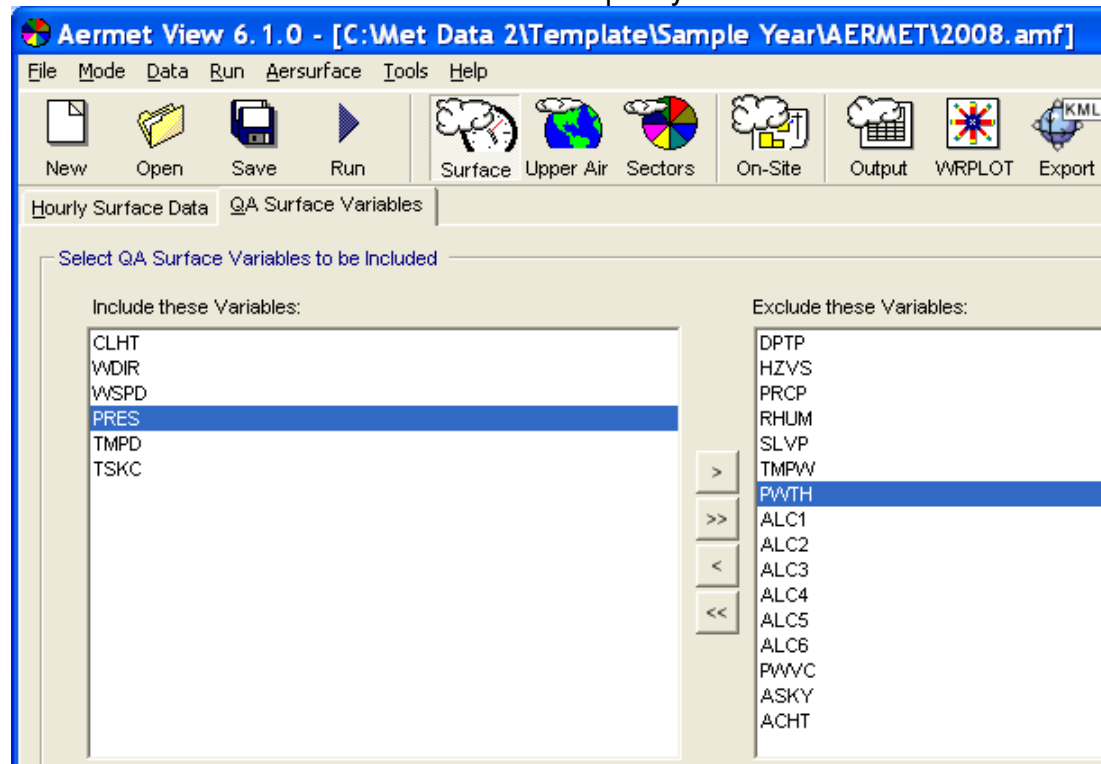 Aermet View 6.1.0 - [C:\Met Data 2\Template\Sample Year\AERMET\2008.amf]
File Mode Data Run Aersurface Tools Help
KML
New Open Save Run Surface Upper Air Sectors On-Site Output WRPLOT Export
Hourly Surface Data QA Surface Variables
Select QA Surface Variables to be Included
Include these Variables: Exclude these Variables:
CLHT
WDIR
WSPD
PRES
TMPD
TSKC
>
>>
<
<<
DPTP
HZVS
PRCP
RHUM
SLVP
TMPW
PWTH
ALC1
ALC2
ALC3
ALC4
ALC5
ALC6
PWVC
ASKY
ACHT